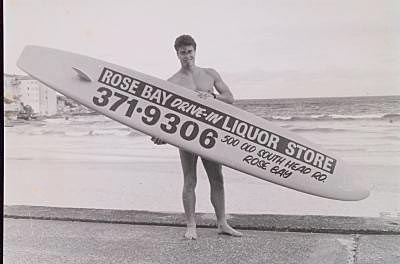 ROSE BAY DRIVE-IN LIQUOR STORE
371·9306
500 OLD SOUTH HEAD RD.
ROSE BAY